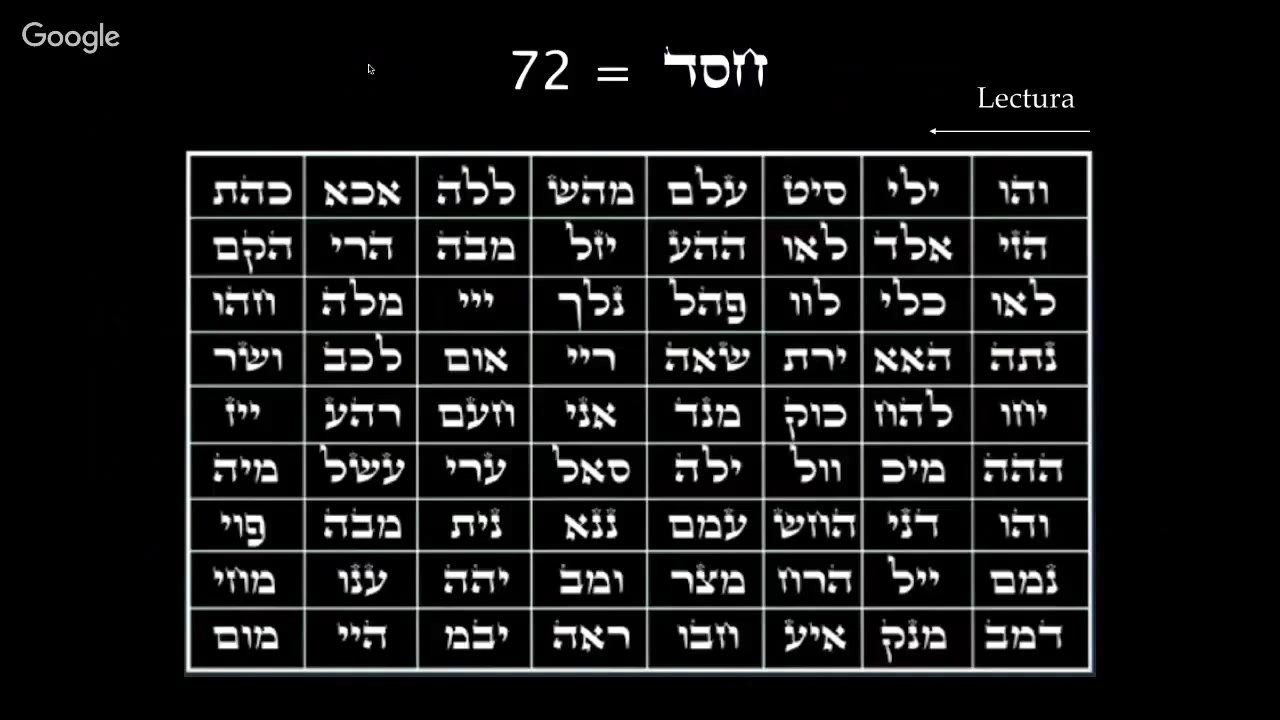 Google
72 = חסד
Lectura
והו ילי סיט עלם מהש ללה אכא כהת
הזי אלד לאו ההע יזל מבה הרי הקם
לאו כלי לוו פהל נלך ייי מלה חהו
נתה האא ירת שאה ריי אום לכב ושר
יחו להח כוק מנד אני חעם רהע ייז
ההה מיכ וול ילה סאל ערי עשל מיה
והו דני החש עמם ננא נית מבה פוי
נמם ייל הרח מצר ומב יהה ענו מחי
דמב מנק איע חבו ראה יבמ היי מום